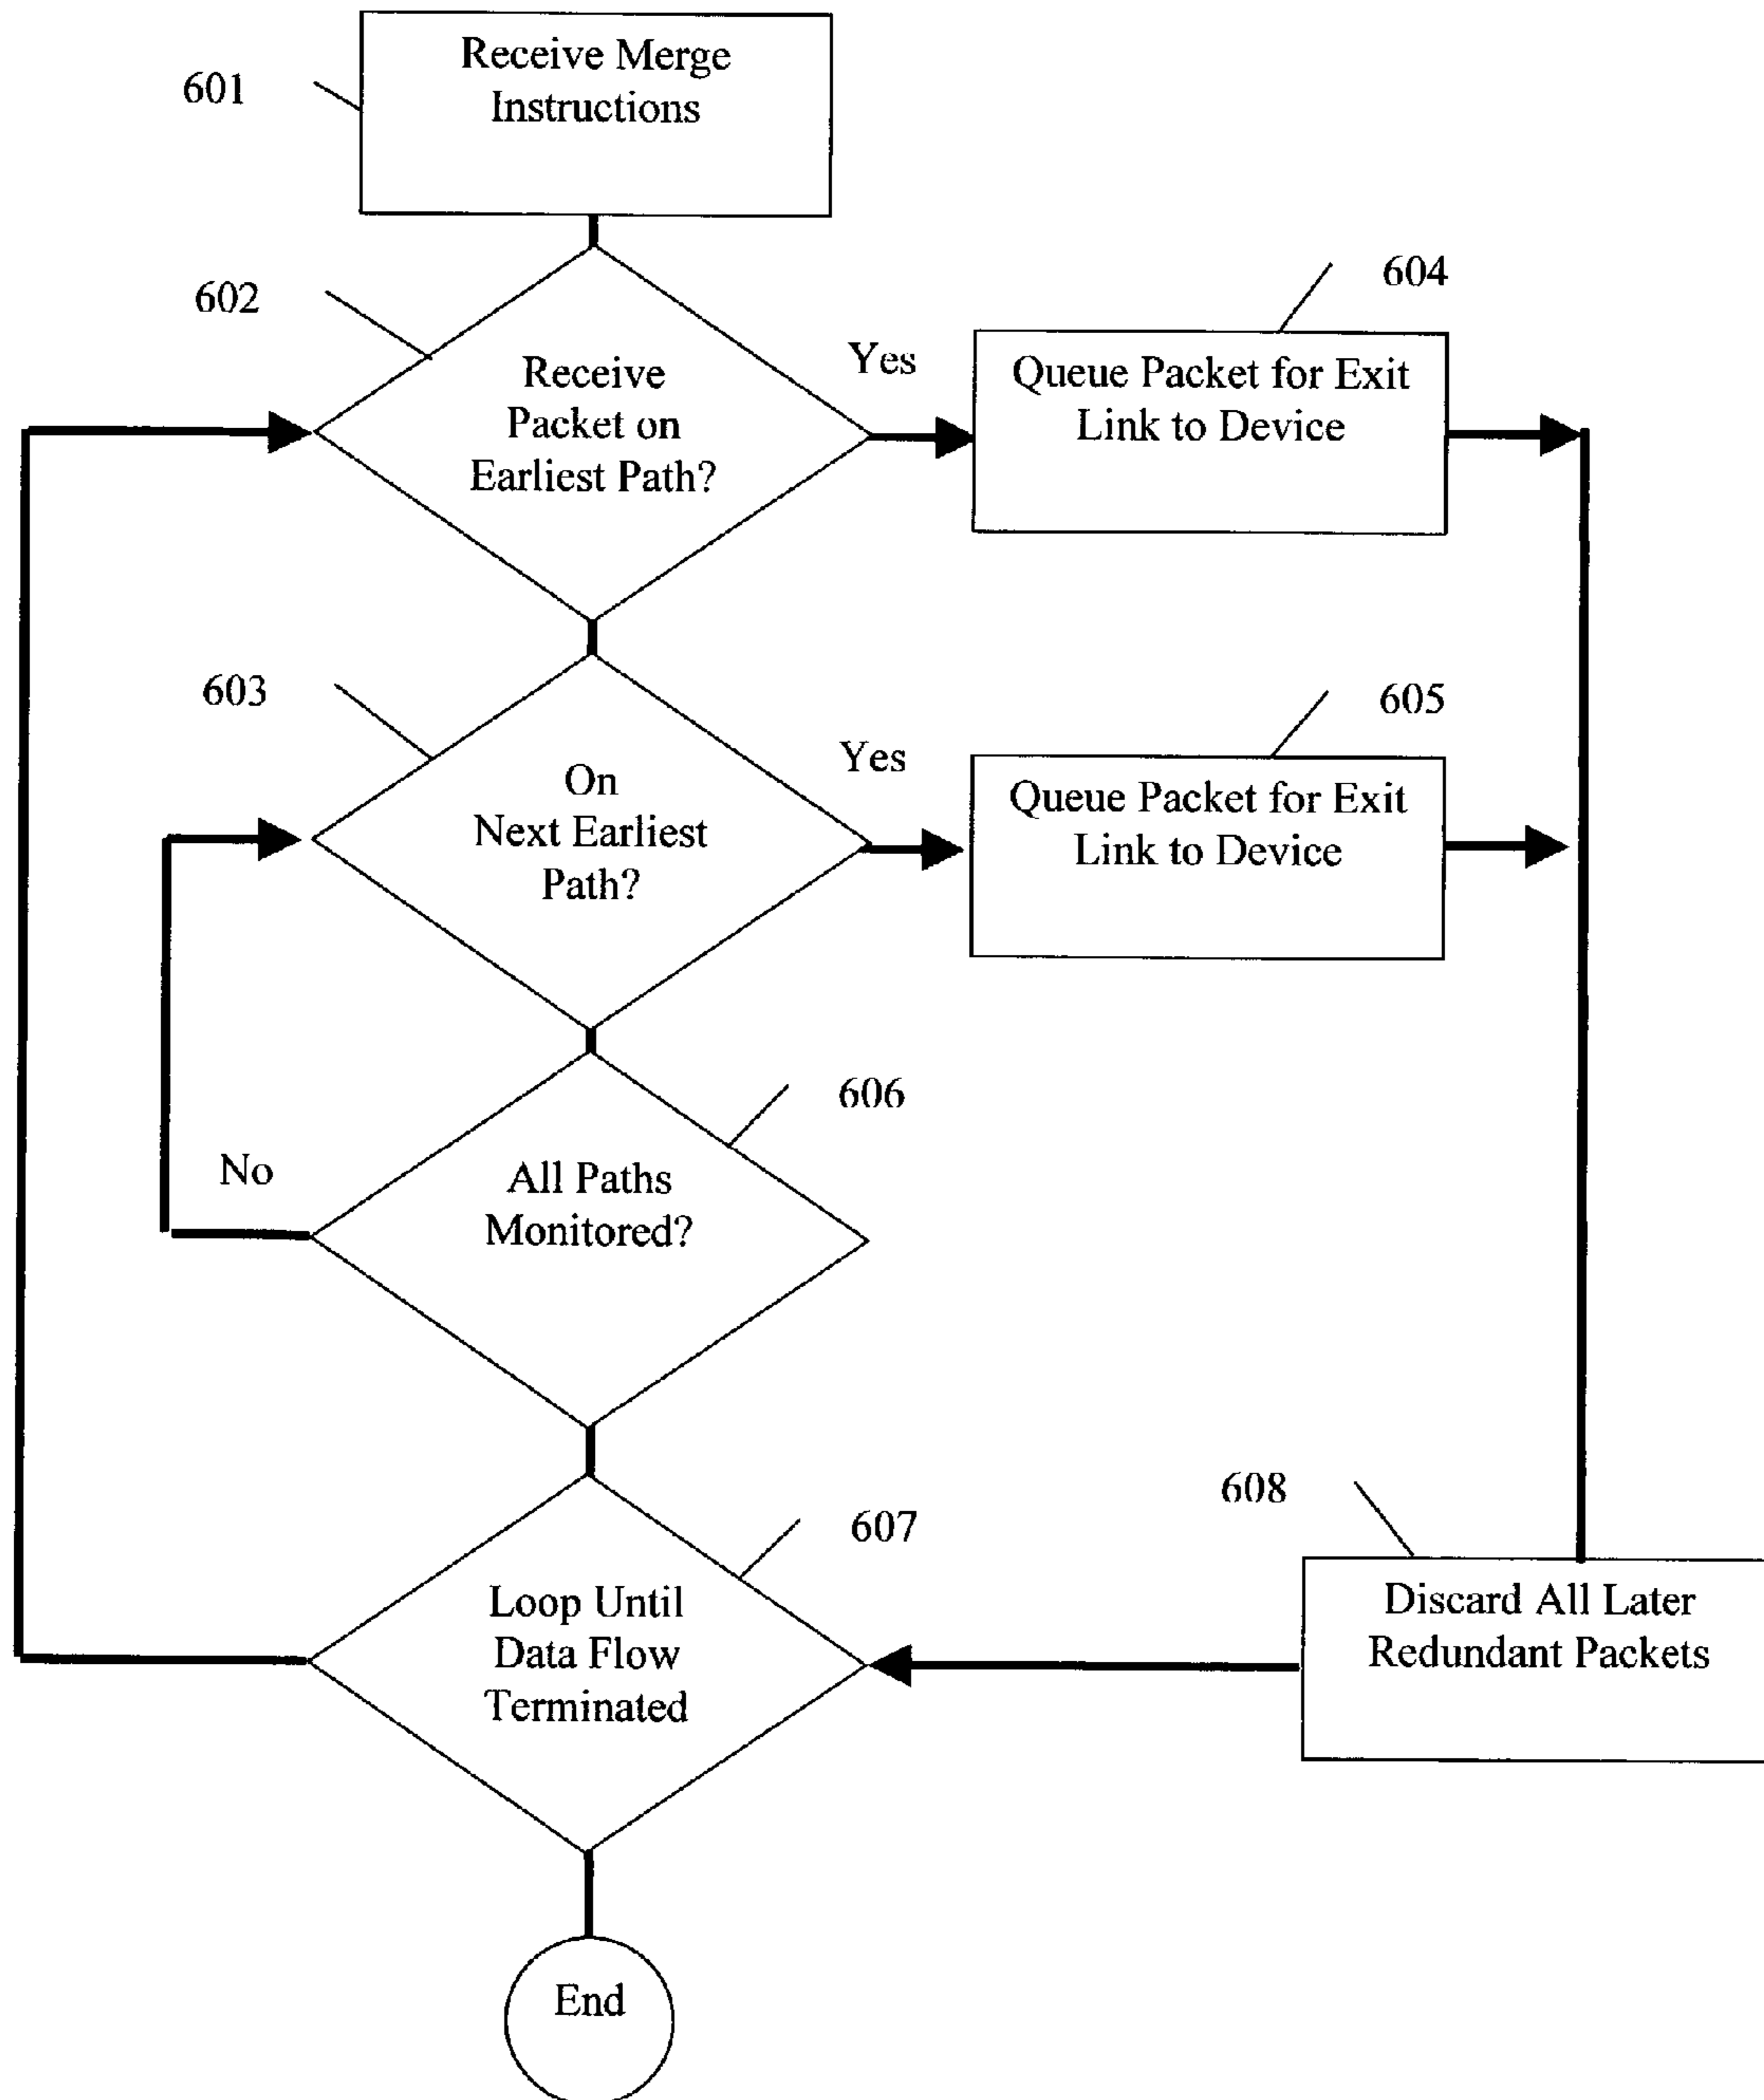 601
Receive Merge
Instructions
602
Receive
Packet on
Earliest Path?
Yes
604
Queue Packet for Exit
Link to Device
603
On
Next Earliest
Path?
Yes
605
Queue Packet for Exit
Link to Device
606
All Paths
Monitored?
No
607
Loop Until
Data Flow
Terminated
608
Discard All Later
Redundant Packets
End